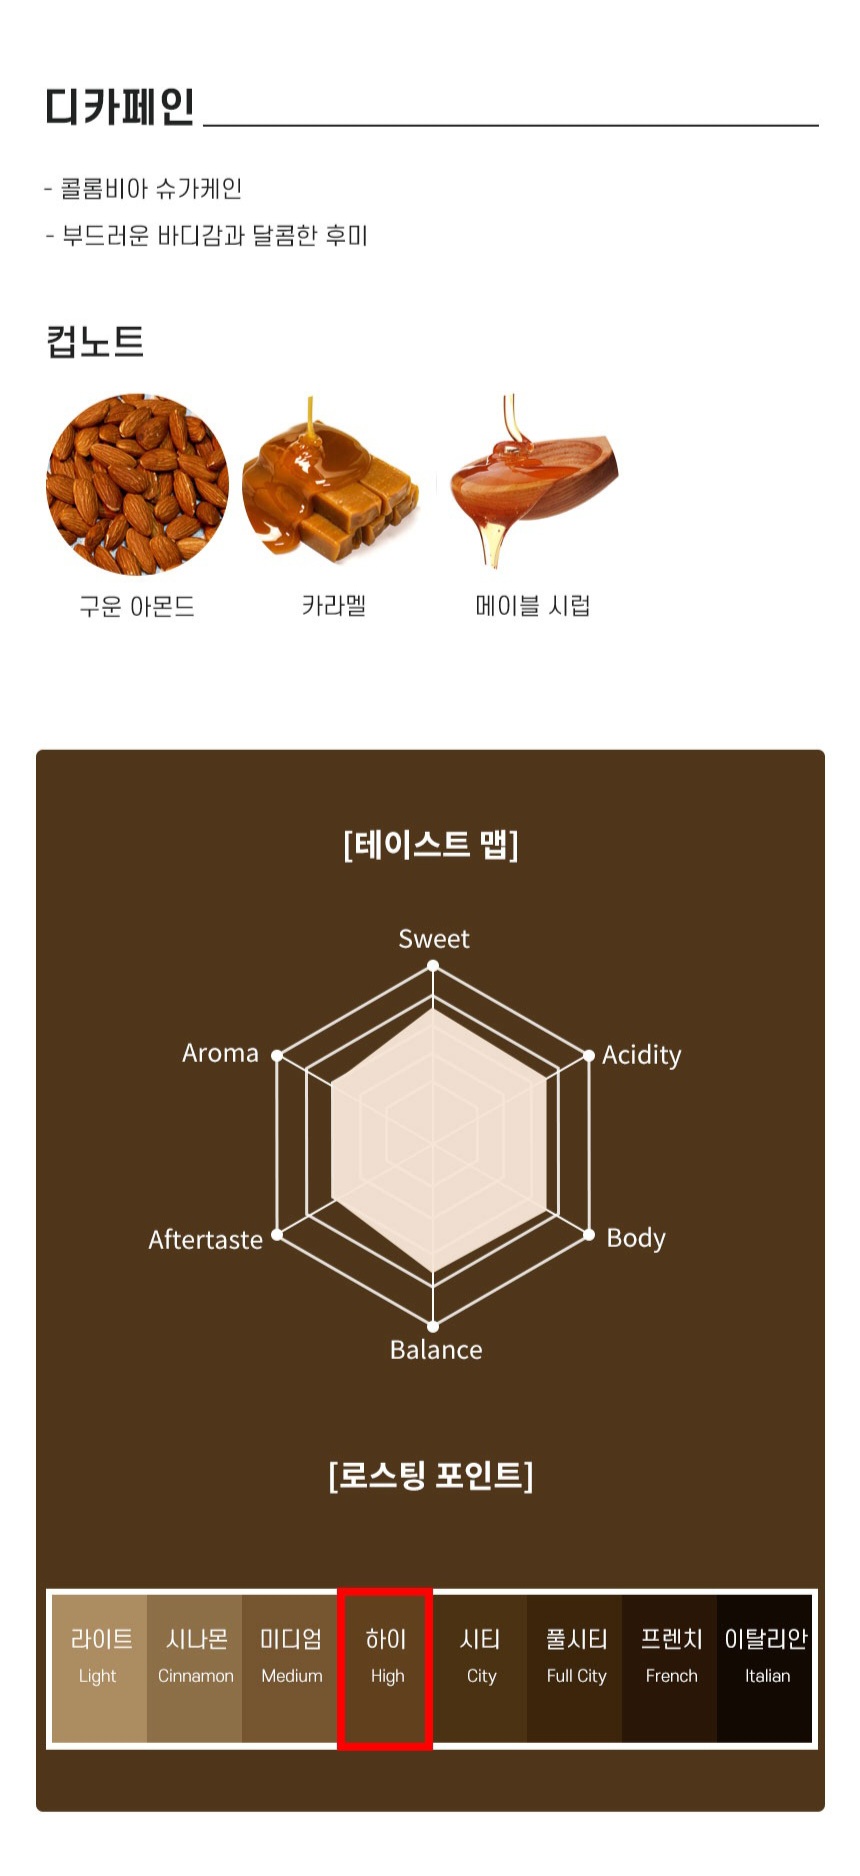 디카페인
- 콜롬비아 슈가케인
- 부드러운 바디감과 달콤한 후미
컵노트
구운 아몬드 카라멜 메이블 시럽
[테이스트 맵]
Sweet
Aroma Acidity
Aftertaste Body
Balance
[로스팅 포인트]
라이트 시나몬 미디엄 하이 시티 풀시티 프렌치 이탈리안
Light Cinnamon Medium High City Full City French Italian